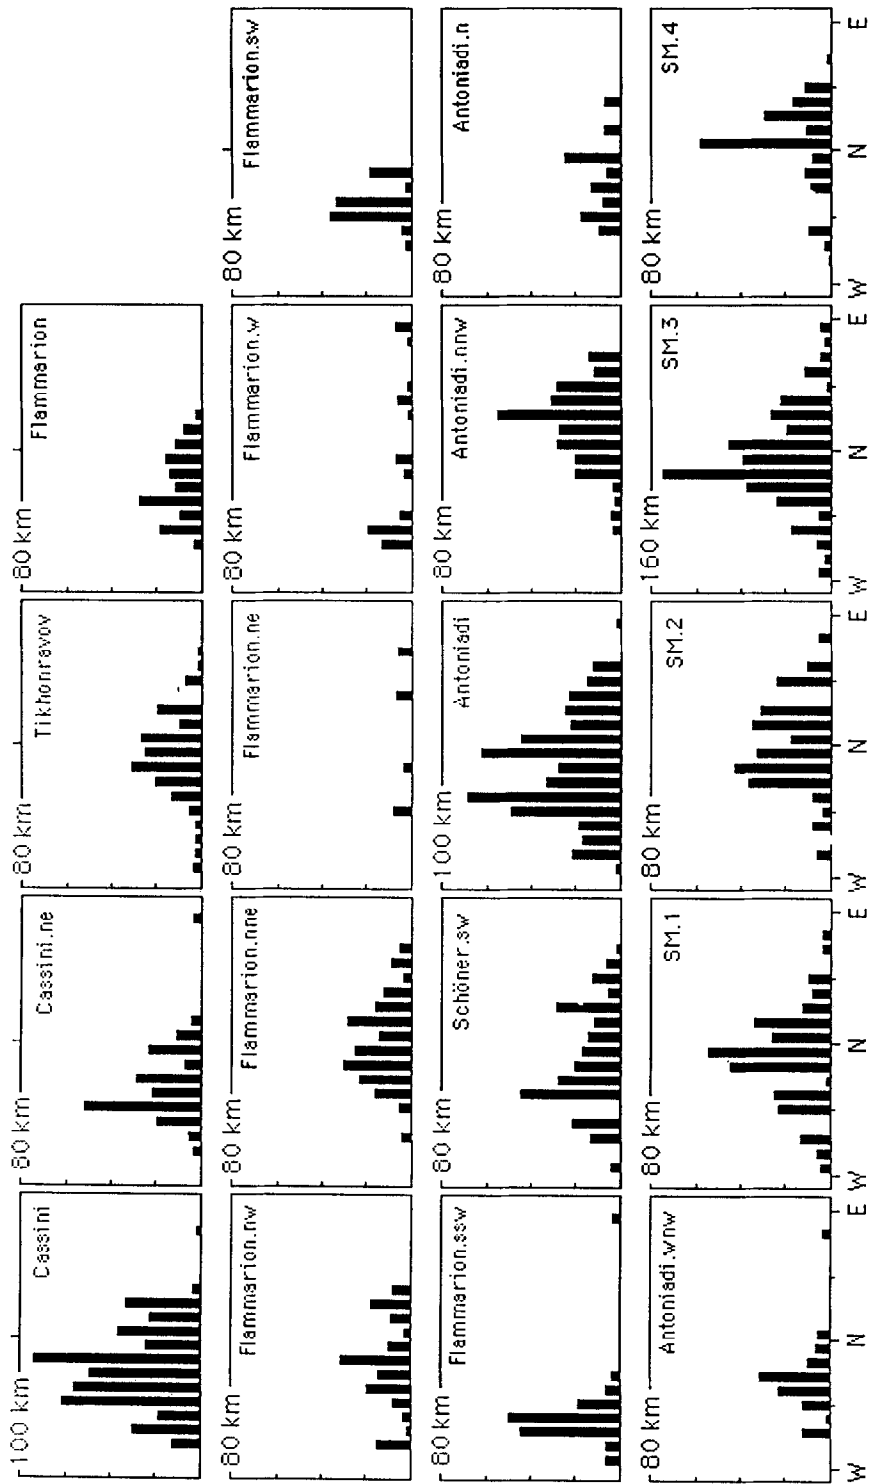 100 km
Cassini
80 km
Cassini.ne
80 km
Tikhonravov
80 km
Flammarion
80 km
Flammarion.nw
80 km
Flammarion.nne
80 km
Flammarion.ne
80 km
Flammarion.w
80 km
Flammarion.sw
80 km
Flammarion.ssw
80 km
Schöner.sw
100 km
Antoniadi
80 km
Antoniadi.nnw
80 km
Antoniadi.n
80 km
Antoniadi.wnw
80 km
SM.1
80 km
SM.2
160 km
SM.3
80 km
SM.4
W N E W N E W N E W N E W N E